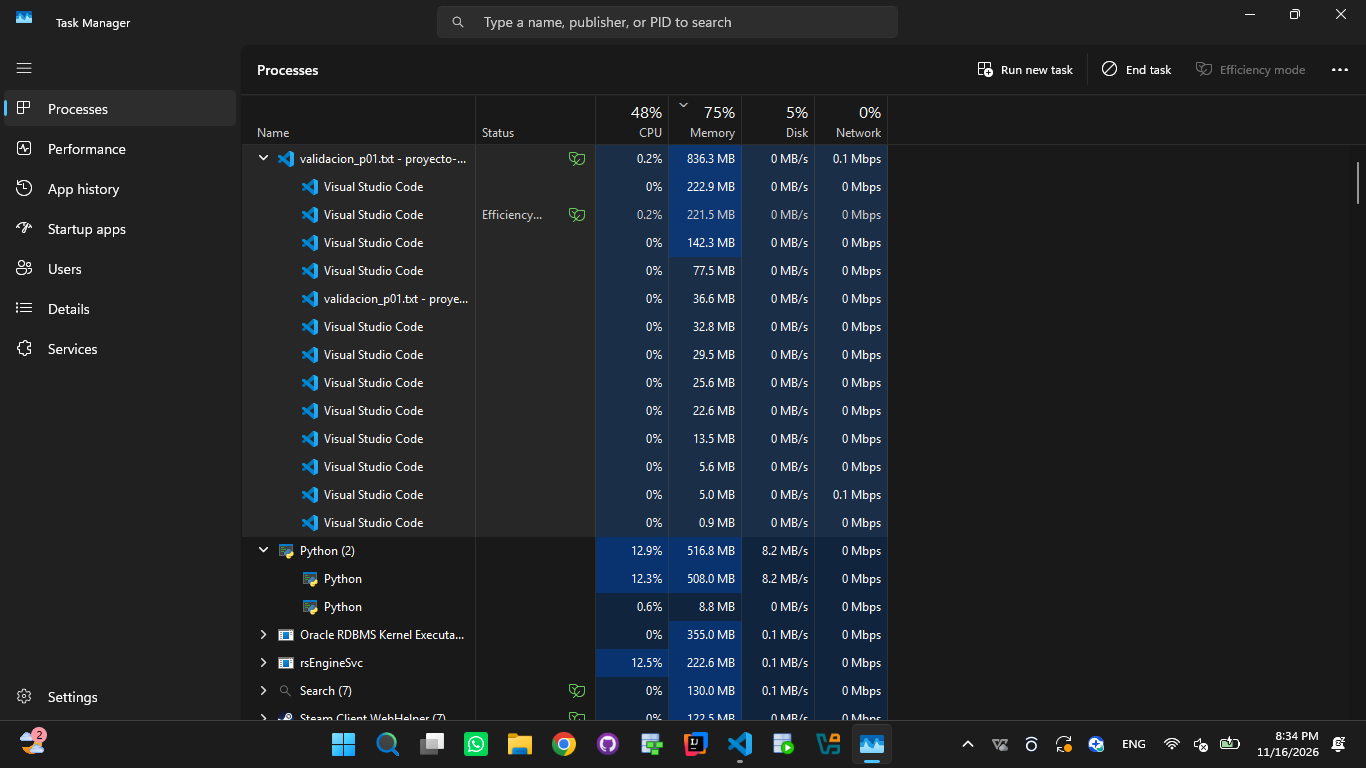 Task Manager
Type a name, publisher, or PID to search
Processes
Run new task
End task
Efficiency mode
Processes
Performance
App history
Startup apps
Users
Details
Services
Settings
48% 75% 5% 0%
Name Status CPU Memory Disk Network
validacion_p01.txt - proyecto-... 0.2% 836.3 MB 0 MB/s 0.1 Mbps
Visual Studio Code 0% 222.9 MB 0 MB/s 0 Mbps
Visual Studio Code Efficiency... 0.2% 221.5 MB 0 MB/s 0 Mbps
Visual Studio Code 0% 142.3 MB 0 MB/s 0 Mbps
Visual Studio Code 0% 77.5 MB 0 MB/s 0 Mbps
validacion_p01.txt - proye... 0% 36.6 MB 0 MB/s 0 Mbps
Visual Studio Code 0% 32.8 MB 0 MB/s 0 Mbps
Visual Studio Code 0% 29.5 MB 0 MB/s 0 Mbps
Visual Studio Code 0% 25.6 MB 0 MB/s 0 Mbps
Visual Studio Code 0% 22.6 MB 0 MB/s 0 Mbps
Visual Studio Code 0% 13.5 MB 0 MB/s 0 Mbps
Visual Studio Code 0% 5.6 MB 0 MB/s 0 Mbps
Visual Studio Code 0% 5.0 MB 0 MB/s 0.1 Mbps
Visual Studio Code 0% 0.9 MB 0 MB/s 0 Mbps
Python (2) 12.9% 516.8 MB 8.2 MB/s 0 Mbps
Python 12.3% 508.0 MB 8.2 MB/s 0 Mbps
Python 0.6% 8.8 MB 0 MB/s 0 Mbps
Oracle RDBMS Kernel Executa... 0% 355.0 MB 0.1 MB/s 0 Mbps
rsEngineSvc 12.5% 222.6 MB 0.1 MB/s 0 Mbps
Search (7) 0% 130.0 MB 0.1 MB/s 0 Mbps
Steam Client WebHelper (7) 0% 122.5 MB 0 MB/s 0 Mbps
2
ENG
8:34 PM
11/16/2026